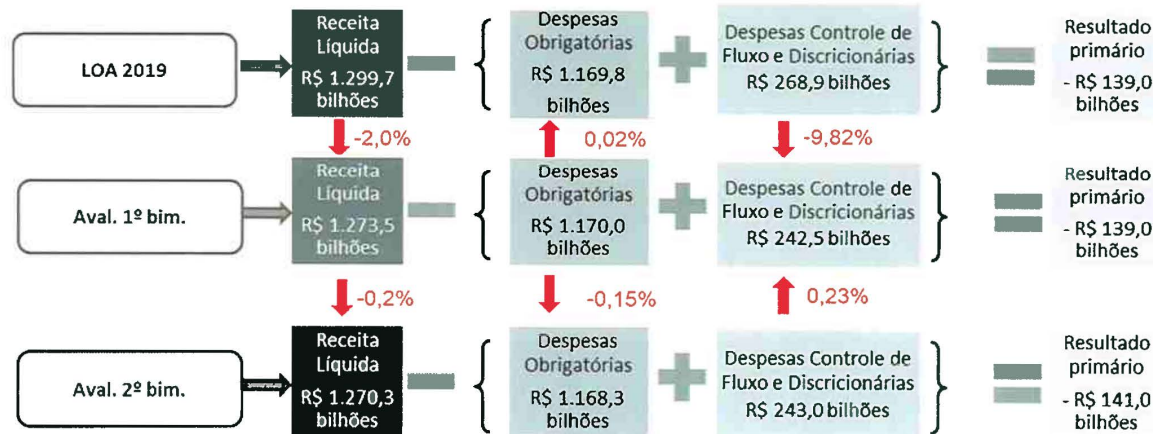 LOA 2019
Receita
Líquida
R$ 1.299,7
bilhões
Despesas
Obrigatórias
R$ 1.169,8
bilhões
Despesas Controle de
Fluxo e Discricionárias
R$ 268,9 bilhões
Resultado
primário
- R$ 139,0
bilhões
-2,0%
0,02%
-9,82%
Aval. 1º bim.
Receita
Líquida
R$ 1.273,5
bilhões
Despesas
Obrigatórias
R$ 1.170,0
bilhões
Despesas Controle de
Fluxo e Discricionárias
R$ 242,5 bilhões
Resultado
primário
- R$ 139,0
bilhões
-0,2%
-0,15%
0,23%
Aval. 2º bim.
Receita
Líquida
R$ 1.270,3
bilhões
Despesas
Obrigatórias
R$ 1.168,3
bilhões
Despesas Controle de
Fluxo e Discricionárias
R$ 243,0 bilhões
Resultado
primário
- R$ 141,0
bilhões